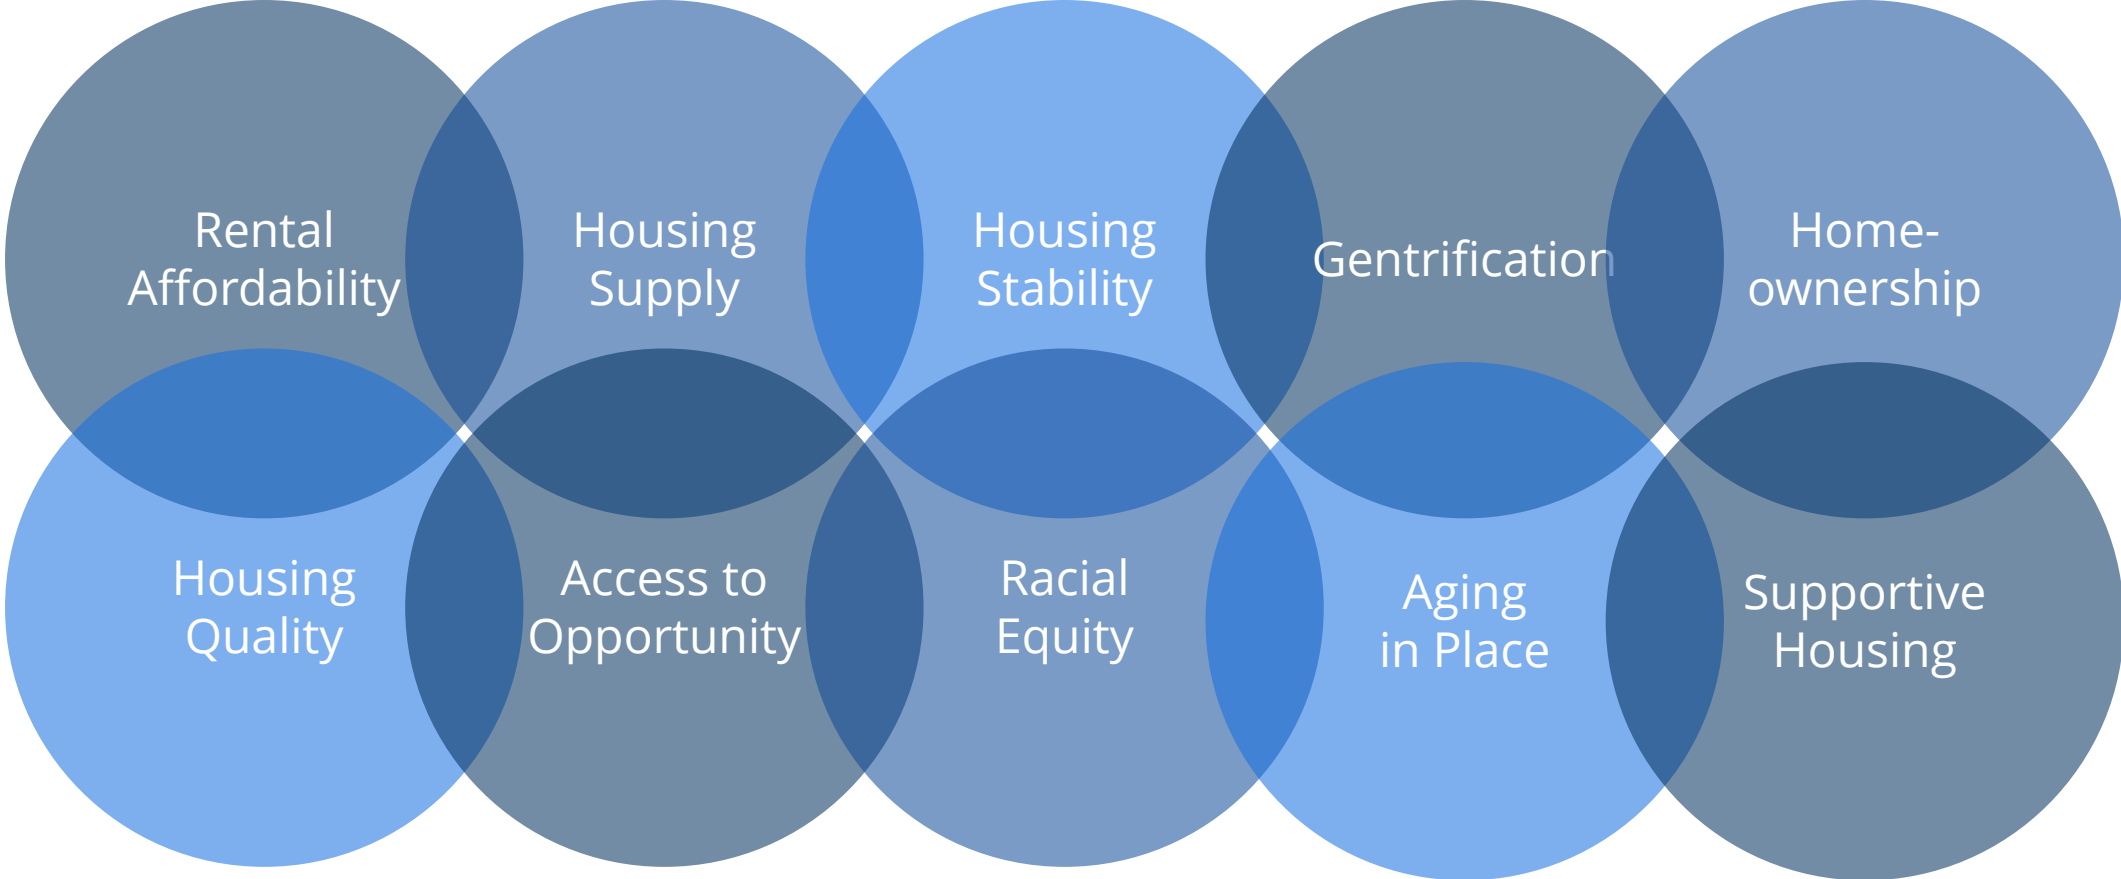 Rental
Affordability
Housing
Supply
Housing
Stability
Gentrification
Home-
ownership
Housing
Quality
Access to
Opportunity
Racial
Equity
Aging
in Place
Supportive
Housing